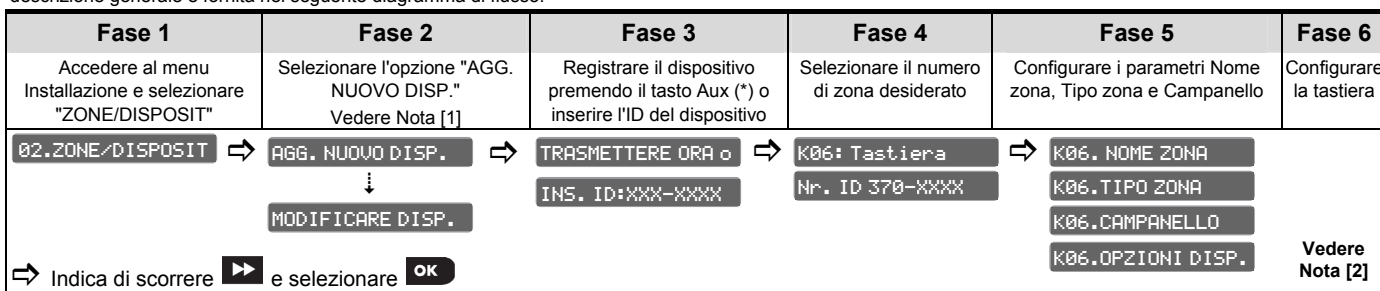 descrizione generale è fornita nel seguente diagramma di flusso.
Fase 1
Fase 2
Fase 3
Fase 4
Fase 5
Fase 6
Accedere al menu
Installazione e selezionare
"ZONE/DISPOSIT"
Selezionare l'opzione "AGG.
NUOVO DISP."
Vedere Nota [1]
Registrare il dispositivo
premendo il tasto Aux (*) o
inserire l'ID del dispositivo
Selezionare il numero
di zona desiderato
Configurare i parametri Nome
zona, Tipo zona e Campanello
Configurare
la tastiera
02.ZONE/DISPOSIT
AGG. NUOVO DISP.
MODIFICARE DISP.
TRASMETTERE ORA o
INS. ID:XXX-XXXX
K06: Tastiera
Nr. ID 370-XXXX
K06. NOME ZONA
K06.TIPO ZONA
K06.CAMPANELLO
K06.OPZIONI DISP.
Vedere
Nota [2]
Indica di scorrere e selezionare OK